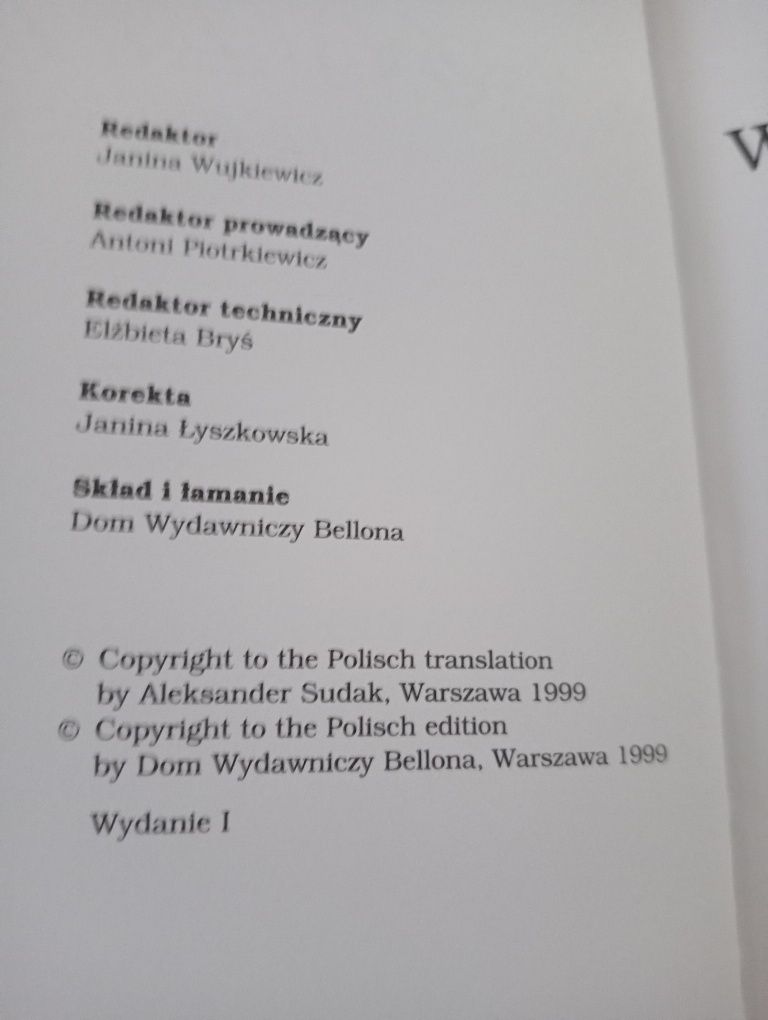 Redaktor
Janina Wujkiewicz
Redaktor prowadzący
Antoni Piotrkiewicz
Redaktor techniczny
Elżbieta Bryś
Korekta
Janina Łyszkowska
Skład i łamanie
Dom Wydawniczy Bellona
© Copyright to the Polisch translation
by Aleksander Sudak, Warszawa 1999
© Copyright to the Polisch edition
by Dom Wydawniczy Bellona, Warszawa 1999
Wydanie I
W